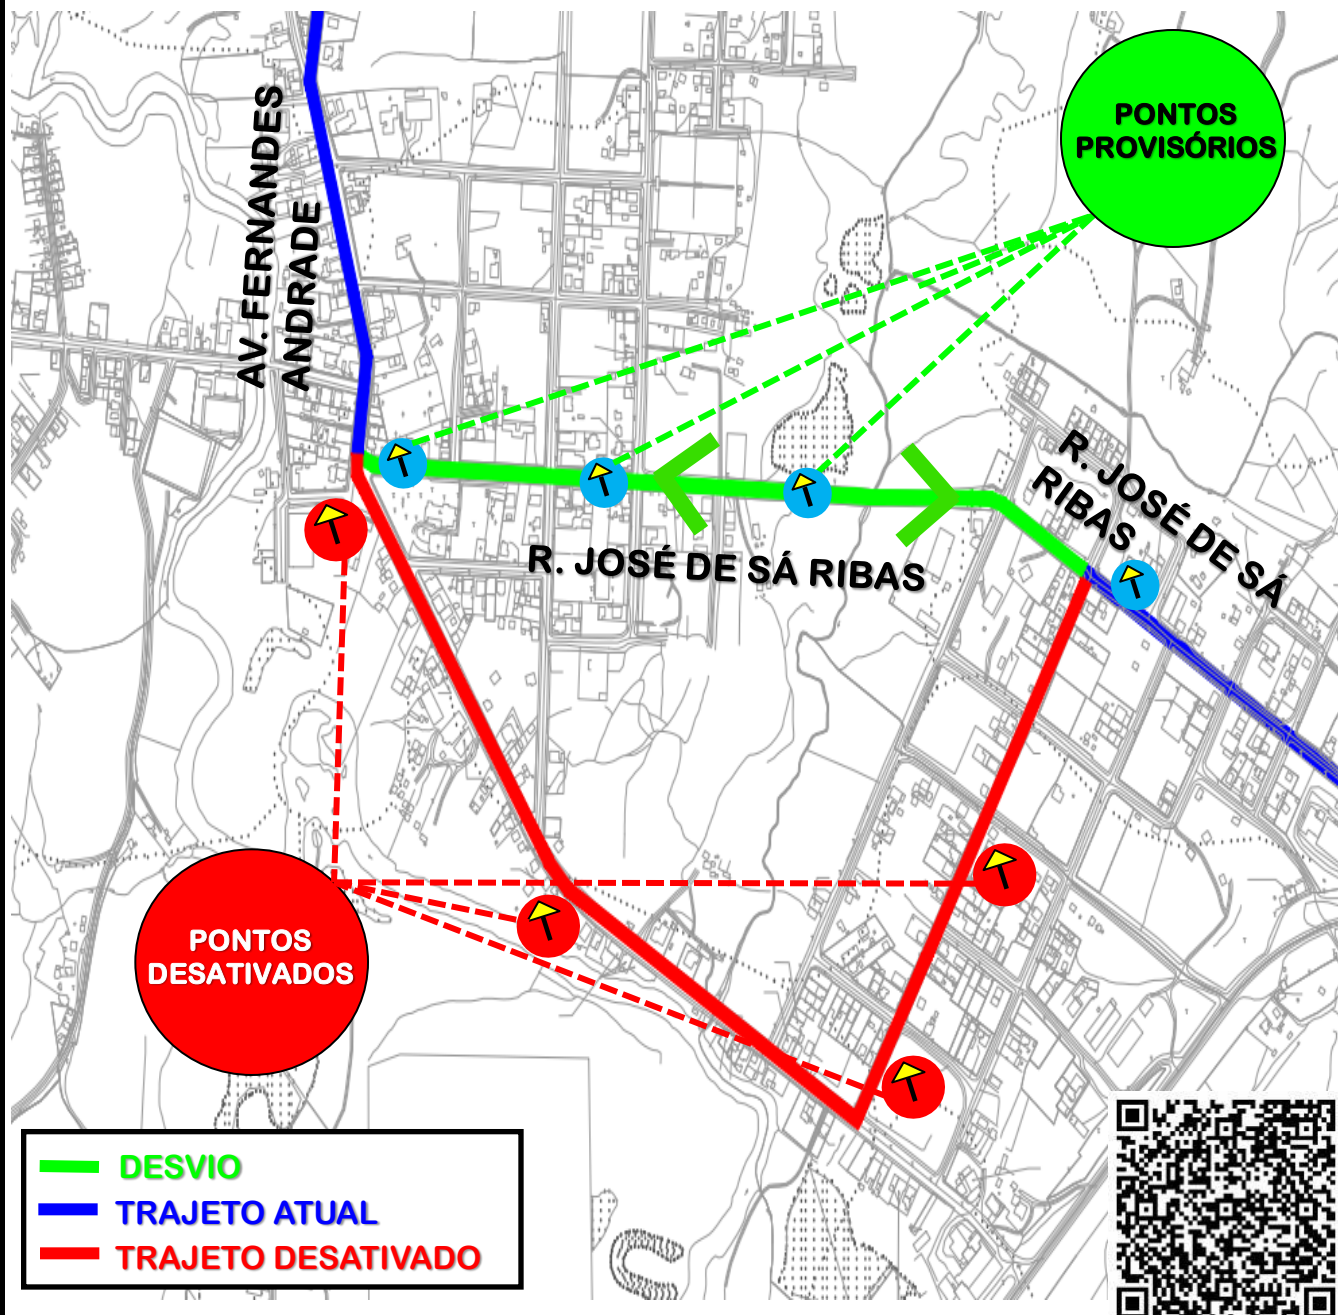 PONTOS
PROVISÓRIOS
AV. FERNANDES
ANDRADE
R. JOSÉ DE SÁ
RIBAS
R. JOSÉ DE SÁ RIBAS
PONTOS
DESATIVADOS
DESVIO
TRAJETO ATUAL
TRAJETO DESATIVADO